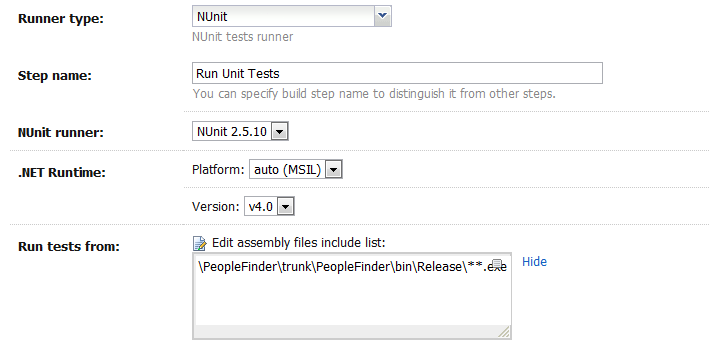 Runner type: NUnit
NUnit tests runner
Step name: Run Unit Tests
You can specify build step name to distinguish it from other steps.
NUnit runner: NUnit 2.5.10
.NET Runtime: Platform: auto (MSIL)
Version: v4.0
Run tests from: Edit assembly files include list:
\PeopleFinder\trunk\PeopleFinder\bin\Release\**.exe Hide